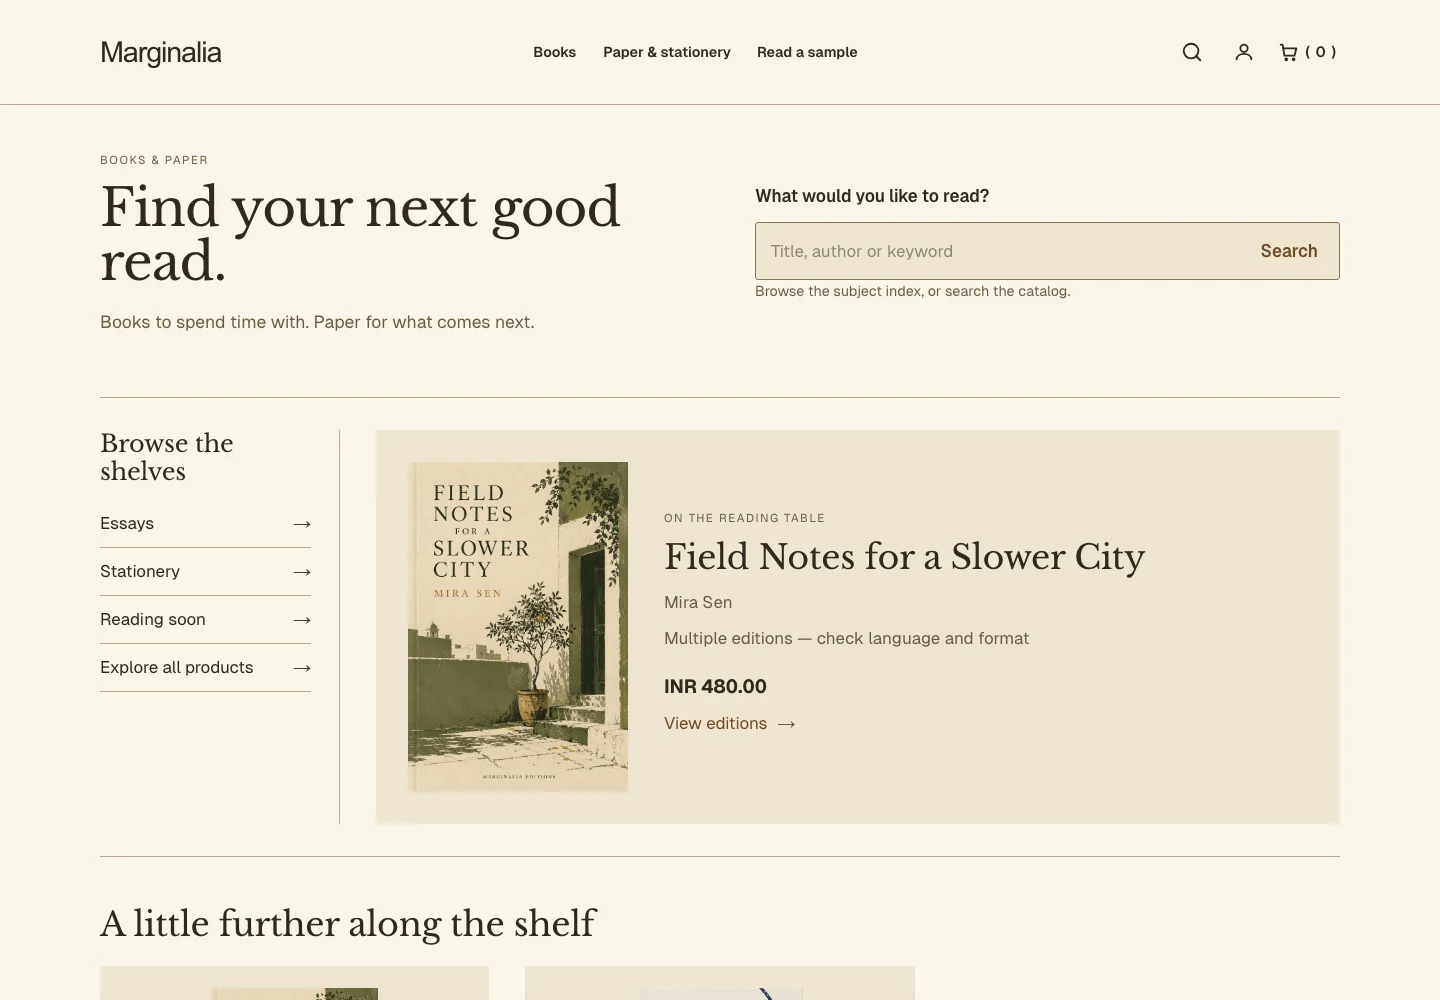 Marginalia
Books
Paper & stationery
Read a sample
( 0 )
BOOKS & PAPER
Find your next good
read.
Books to spend time with. Paper for what comes next.
What would you like to read?
Title, author or keyword
Search
Browse the subject index, or search the catalog.
Browse the
shelves
Essays →
Stationery →
Reading soon →
Explore all products →
FIELD
NOTES
FOR A
SLOWER
CITY
MIRA SEN
MARGINALIA EDITIONS
ON THE READING TABLE
Field Notes for a Slower City
Mira Sen
Multiple editions — check language and format
INR 480.00
View editions →
A little further along the shelf